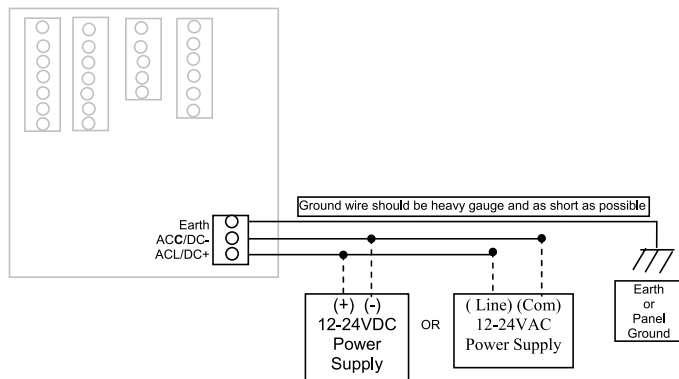 Ground wire should be heavy gauge and as short as possible
Earth
ACC/DC-
ACL/DC+
(+) (-)
12-24VDC
Power
Supply
OR
( Line) (Com)
12-24VAC
Power Supply
Earth
or
Panel
Ground